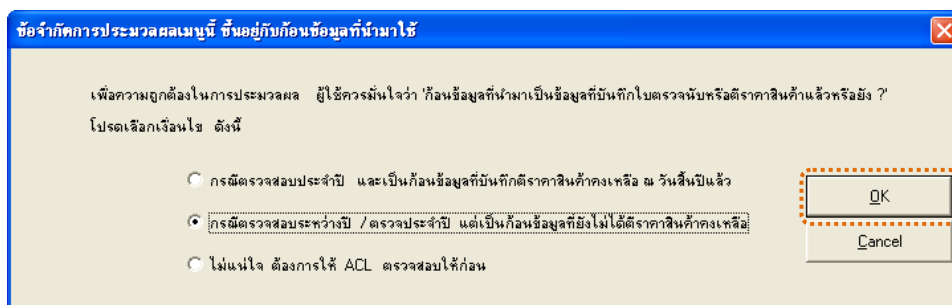 ข้อจำกัดการประมวลผลเมนูนี้ ขึ้นอยู่กับก้อนข้อมูลที่นำมาใช้
เพื่อความถูกต้องในการประมวลผล ผู้ใช้ควรมั่นใจว่า 'ก้อนข้อมูลที่นำมาเป็นข้อมูลที่บันทึกใบตรวจนับหรือตีราคาสินค้าแล้วหรือยัง ?'
โปรดเลือกเงื่อนไข ดังนี้
กรณีตรวจสอบประจำปี และเป็นก้อนข้อมูลที่บันทึกตีราคาสินค้าคงเหลือ ณ วันสิ้นปีแล้ว
OK
กรณีตรวจสอบระหว่างปี /ตรวจประจำปี แต่เป็นก้อนข้อมูลที่ยังไม่ได้ตีราคาสินค้าคงเหลือ
Cancel
ไม่แน่ใจ ต้องการให้ ACL ตรวจสอบให้ก่อน